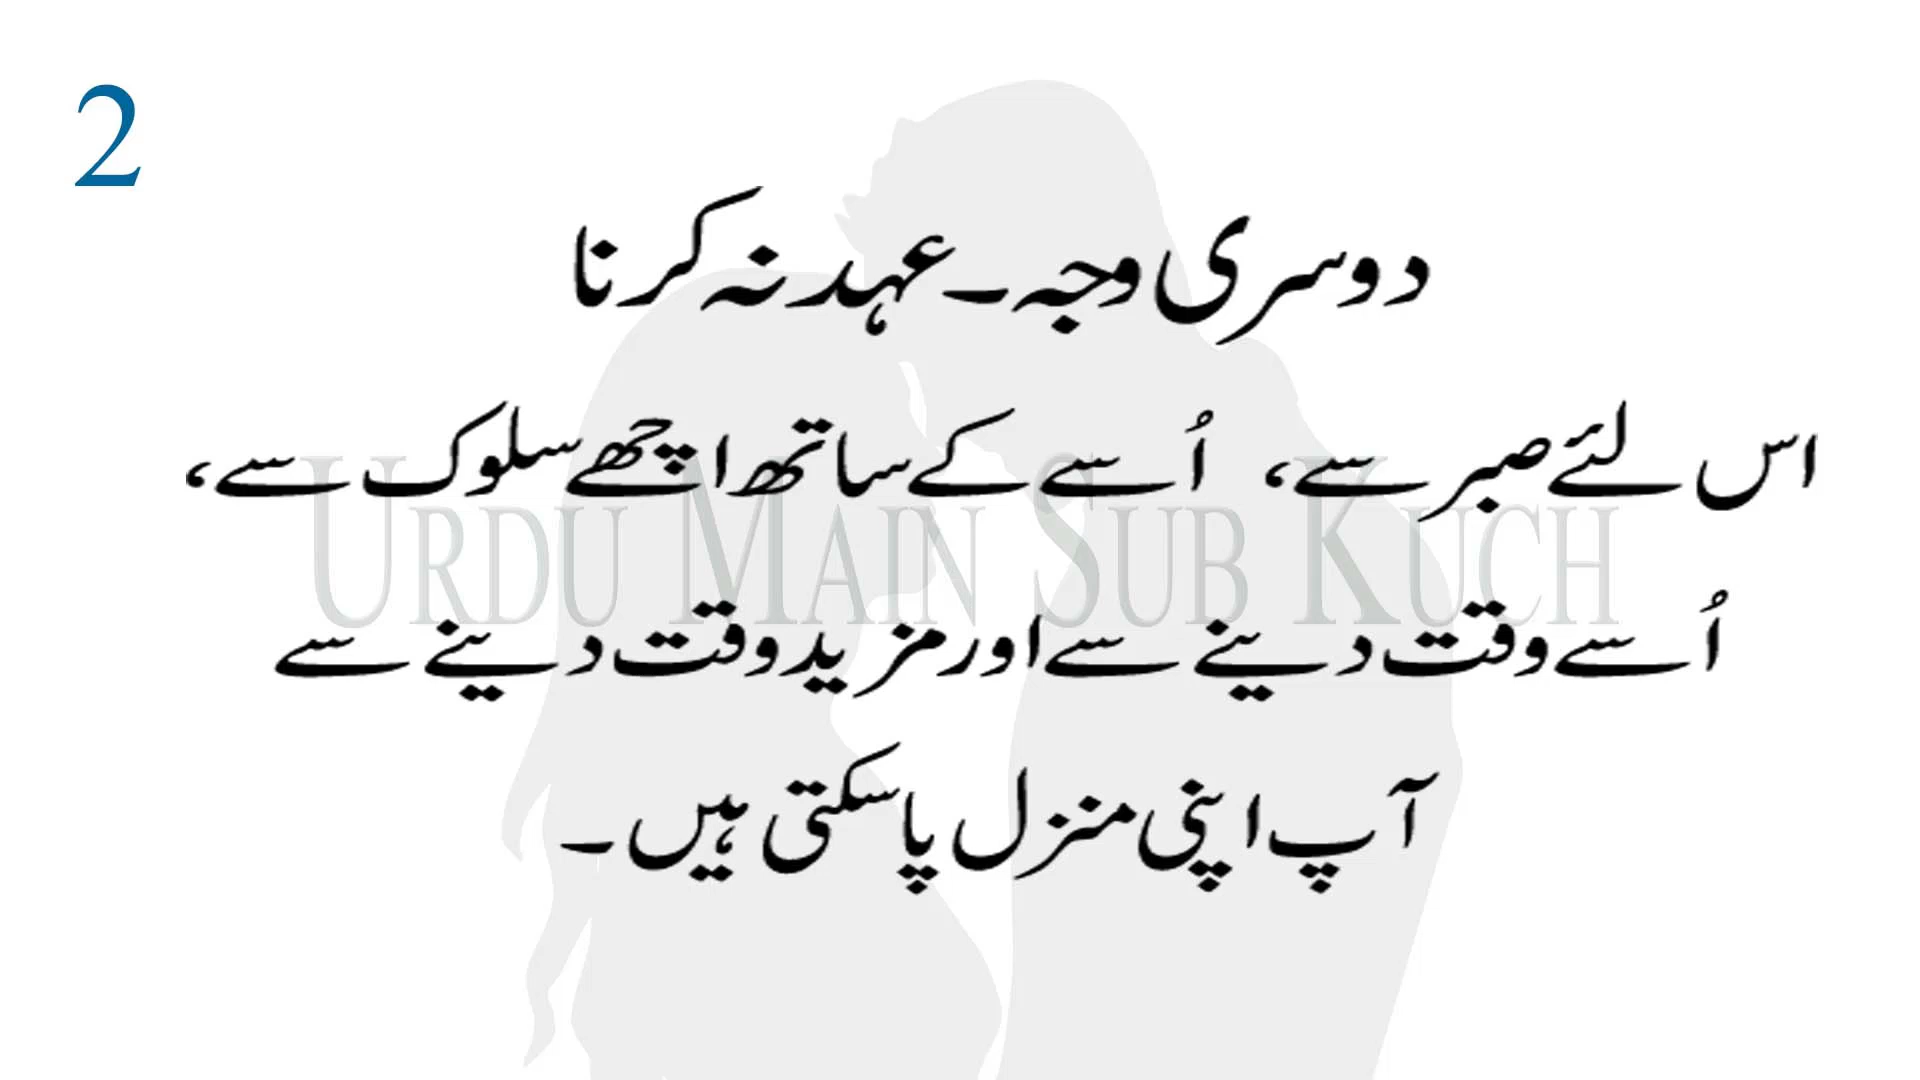 2
دوسری وجہ۔ عہد نہ کرنا
اس لئے صبر سے، اُسے کے ساتھ اچھے سلوک سے،
URDU MAIN SUB KUCH
اُسے وقت دینے سے اور مزید وقت دینے سے
آپ اپنی منزل پا سکتی ہیں۔